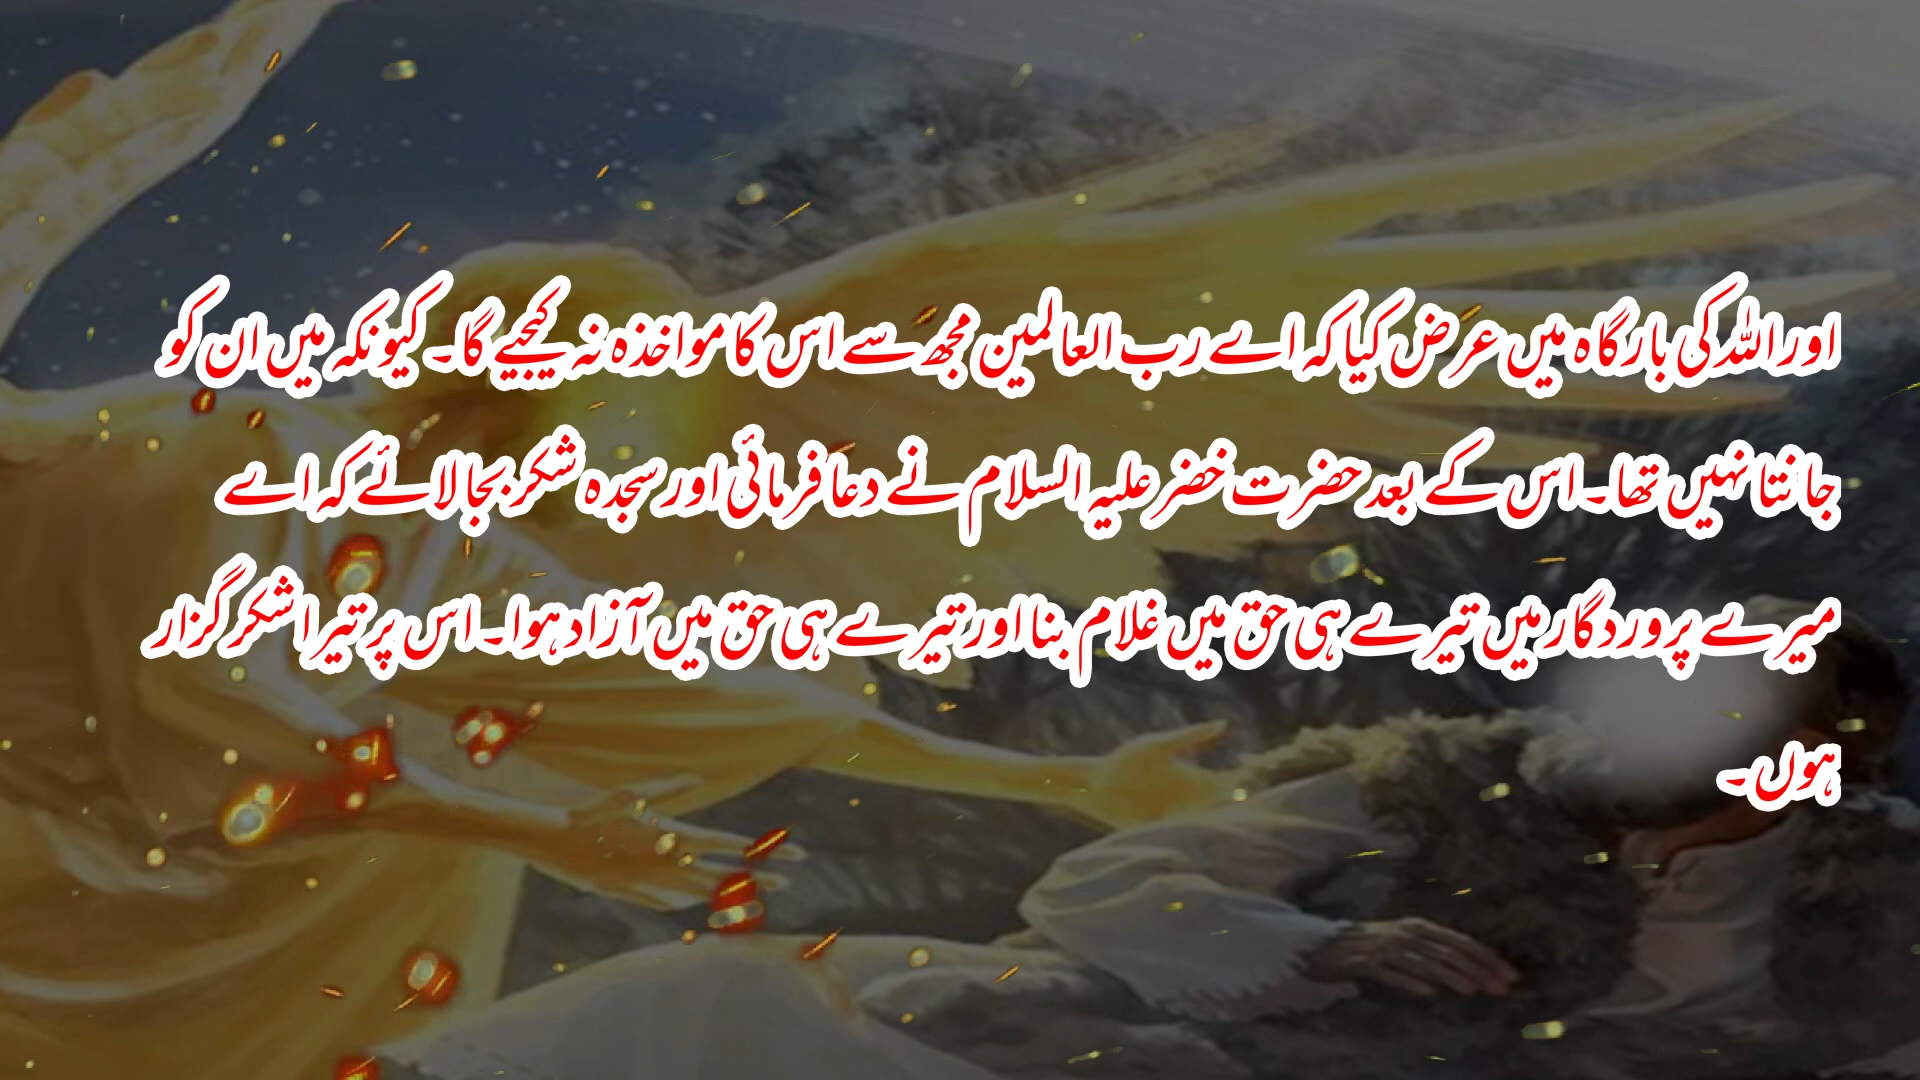 اور اللہ کی بارگاہ میں عرض کیا کہ اے رب العالمین مجھ سے اس کا مواخذہ نہ کیجیے گا۔ کیونکہ میں ان کو
جانتا نہیں تھا۔ اس کے بعد حضرت خضر علیہ السلام نے دعا فرمائی اور سجدہ شکر بجا لائے کہ اے
میرے پروردگار میں تیرے ہی حق میں غلام بنا اور تیرے ہی حق میں آزاد ہوا۔ اس پر تیرا شکر گزار
ہوں۔